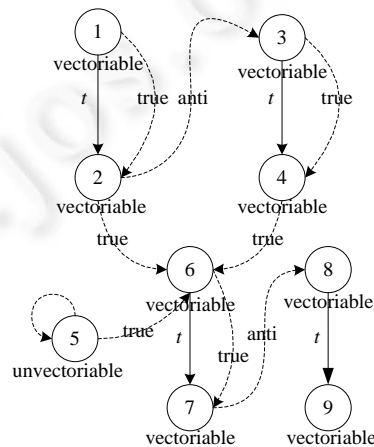 1
3
vectoriable
vectoriable
t
true
anti
t
true
2
4
vectoriable
vectoriable
true
true
6
8
vectoriable
vectoriable
5
true
t
true
anti
t
unvectoriable
7
9
vectoriable
vectoriable